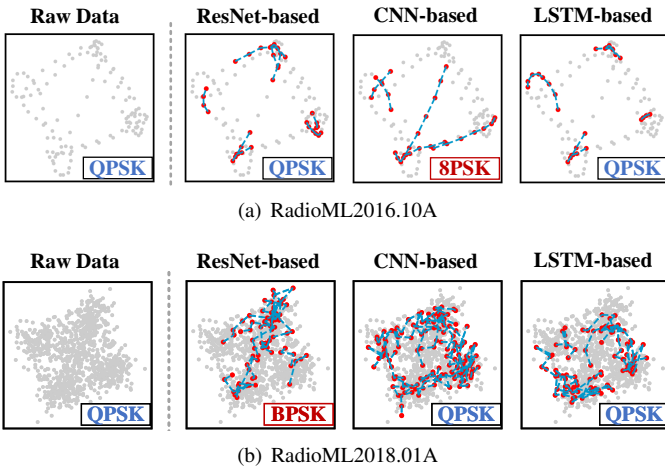 Raw Data ResNet-based CNN-based LSTM-based
QPSK QPSK 8PSK QPSK
(a) RadioML2016.10A
Raw Data ResNet-based CNN-based LSTM-based
QPSK BPSK QPSK QPSK
(b) RadioML2018.01A